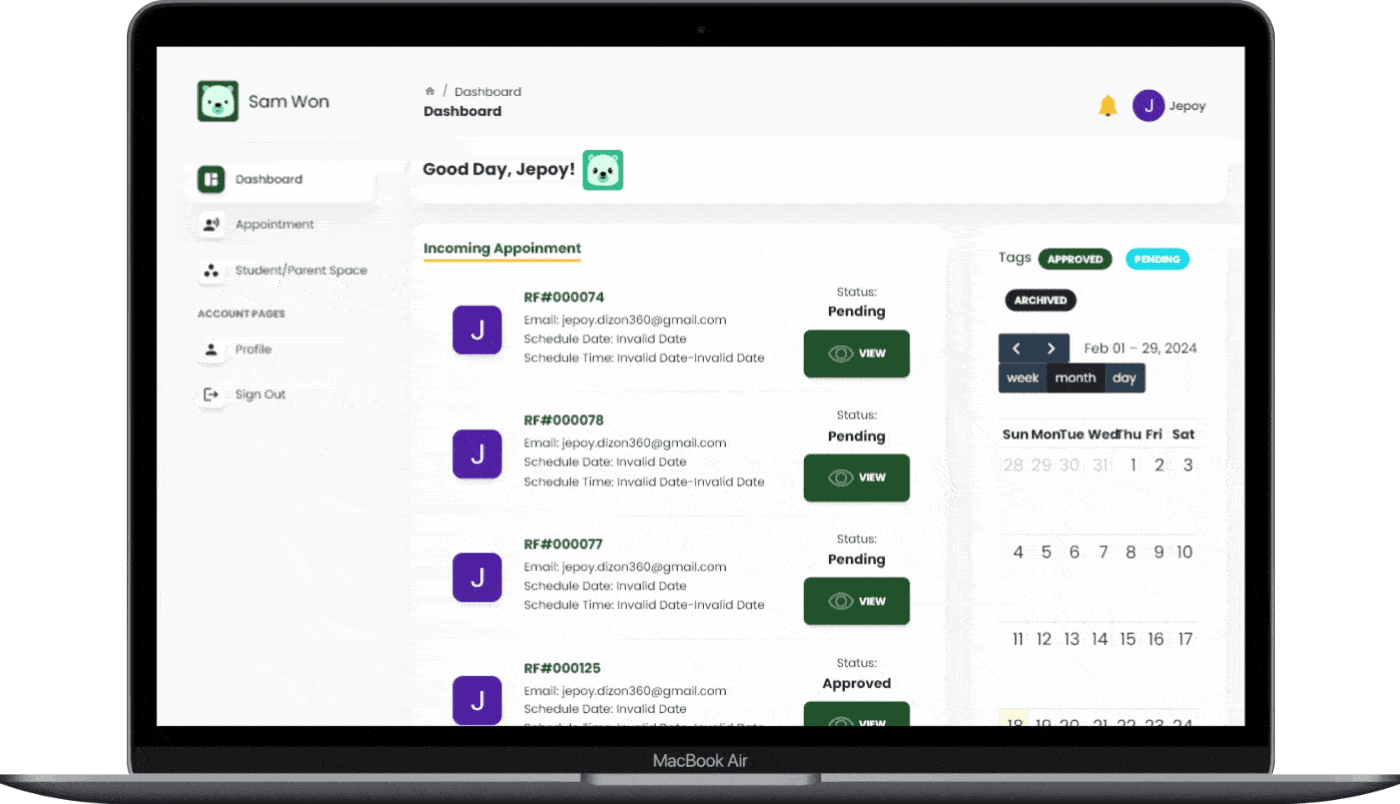 Sam Won
/ Dashboard
Dashboard
J Jepoy
Dashboard
Appointment
Student/Parent Space
ACCOUNT PAGES
Profile
Sign Out
Good Day, Jepoy!
Incoming Appoinment
J
RF#000074
Email: jepoy.dizon360@gmail.com
Schedule Date: Invalid Date
Schedule Time: Invalid Date-Invalid Date
Status:
Pending
VIEW
J
RF#000078
Email: jepoy.dizon360@gmail.com
Schedule Date: Invalid Date
Schedule Time: Invalid Date-Invalid Date
Status:
Pending
VIEW
J
RF#000077
Email: jepoy.dizon360@gmail.com
Schedule Date: Invalid Date
Schedule Time: Invalid Date-Invalid Date
Status:
Pending
VIEW
J
RF#000125
Email: jepoy.dizon360@gmail.com
Schedule Date: Invalid Date
Schedule Time: Invalid Date-Invalid Date
Status:
Approved
VIEW
Tags APPROVED PENDING
ARCHIVED
Feb 01 – 29, 2024
week month day
Sun Mon Tue Wed Thu Fri Sat
28 29 30 31 1 2 3
4 5 6 7 8 9 10
11 12 13 14 15 16 17
18 19 20 21 22 23 24
MacBook Air